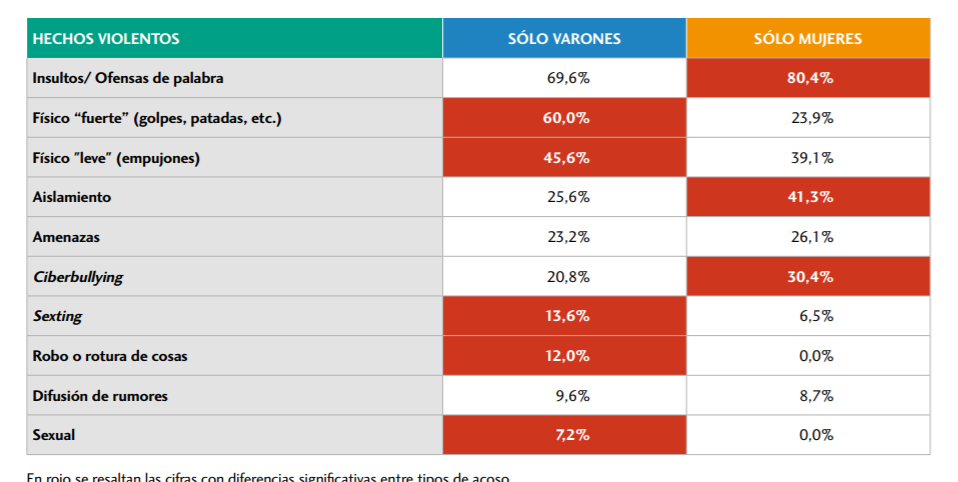 HECHOS VIOLENTOS SÓLO VARONES SÓLO MUJERES
Insultos/ Ofensas de palabra 69,6% 80,4%
Físico “fuerte” (golpes, patadas, etc.) 60,0% 23,9%
Físico "leve" (empujones) 45,6% 39,1%
Aislamiento 25,6% 41,3%
Amenazas 23,2% 26,1%
Ciberbullying 20,8% 30,4%
Sexting 13,6% 6,5%
Robo o rotura de cosas 12,0% 0,0%
Difusión de rumores 9,6% 8,7%
Sexual 7,2% 0,0%
En rojo se resaltan las cifras con diferencias significativas entre tipos de acoso